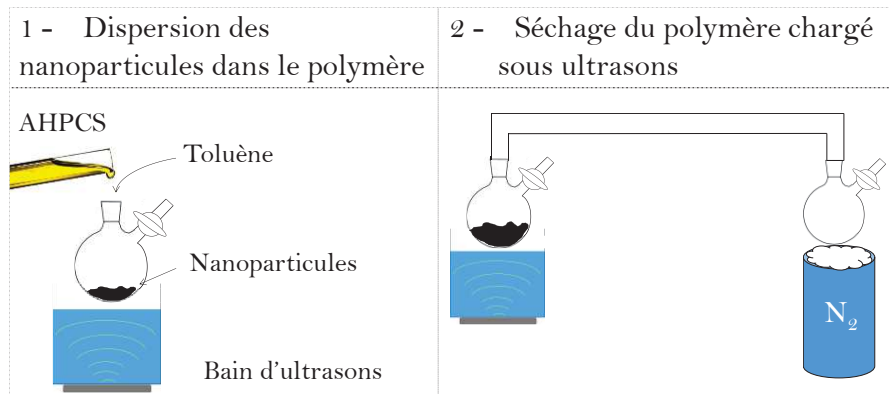 1 - Dispersion des
nanoparticules dans le polymère
2 - Séchage du polymère chargé
sous ultrasons
AHPCS
Toluène
Nanoparticules
Bain d'ultrasons
N₂